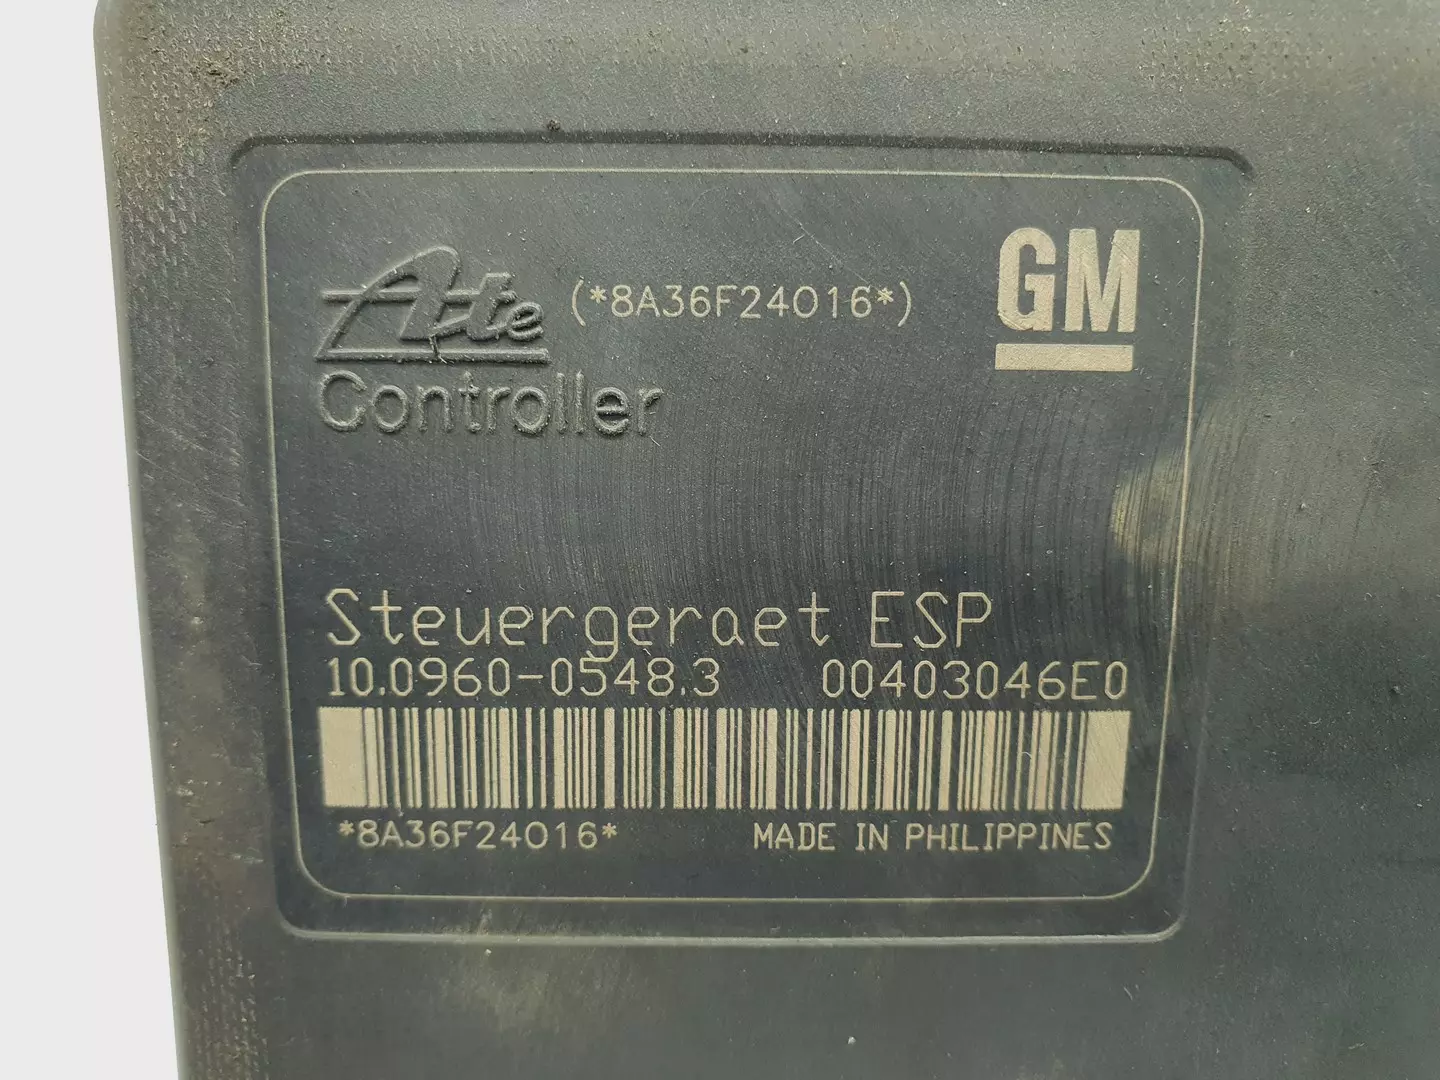 Ate (*8A36F24016*) GM
Controller
Steuergeraet ESP
10.0960-0548.3 00403046E0
*8A36F24016* MADE IN PHILIPPINES